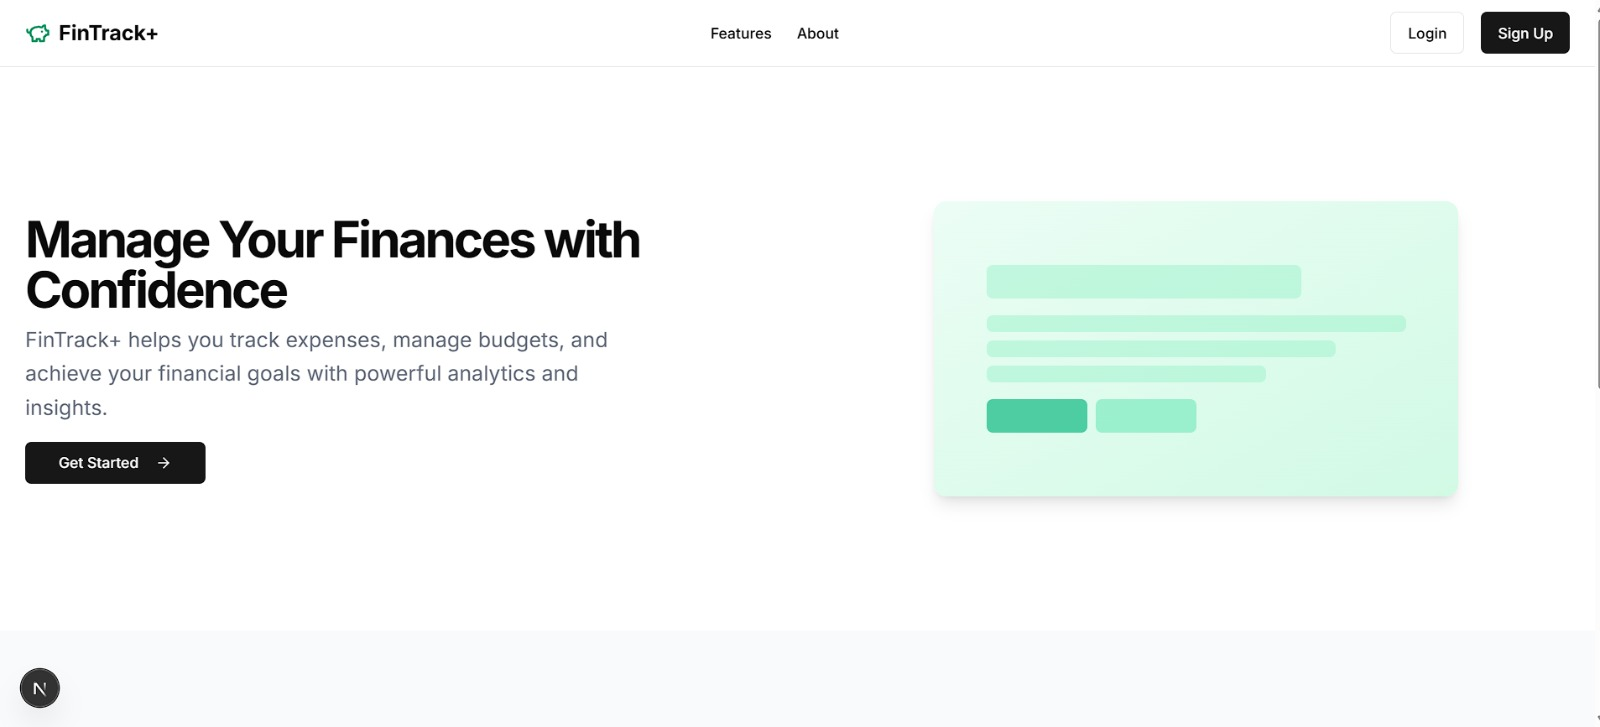 FinTrack+
Features
About
Login
Sign Up
Manage Your Finances with
Confidence
FinTrack+ helps you track expenses, manage budgets, and
achieve your financial goals with powerful analytics and
insights.
Get Started
N